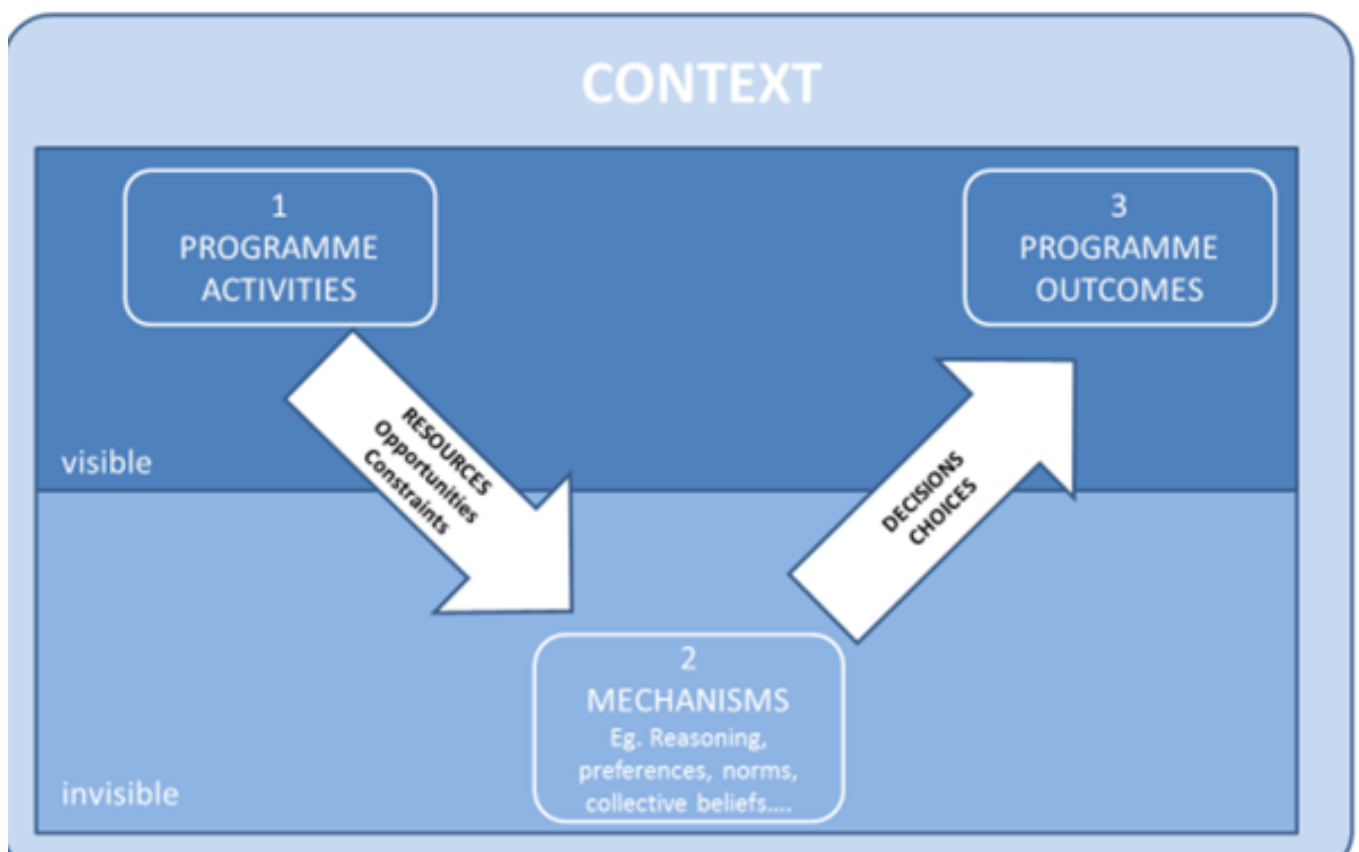 CONTEXT
1
PROGRAMME
ACTIVITIES
3
PROGRAMME
OUTCOMES
RESOURCES
Opportunities
Constraints
DECISIONS
CHOICES
visible
2
MECHANISMS
Eg. Reasoning,
preferences, norms,
collective beliefs....
invisible